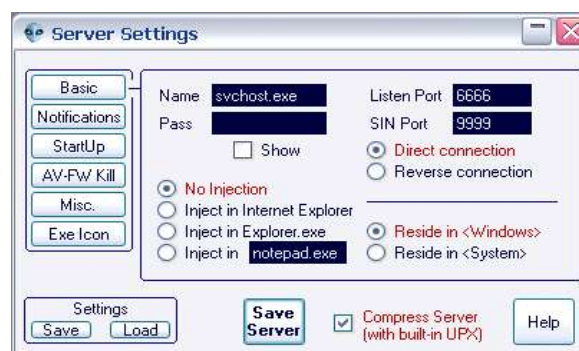 Server Settings
Basic
Notifications
StartUp
AV-FW Kill
Misc.
Exe Icon
Name svchost.exe
Pass
Show
No Injection
Inject in Internet Explorer
Inject in Explorer.exe
Inject in notepad.exe
Listen Port 6666
SIN Port 9999
Direct connection
Reverse connection
Reside in <Windows>
Reside in <System>
Settings
Save Load
Save
Server
Compress Server
(with built-in UPX)
Help